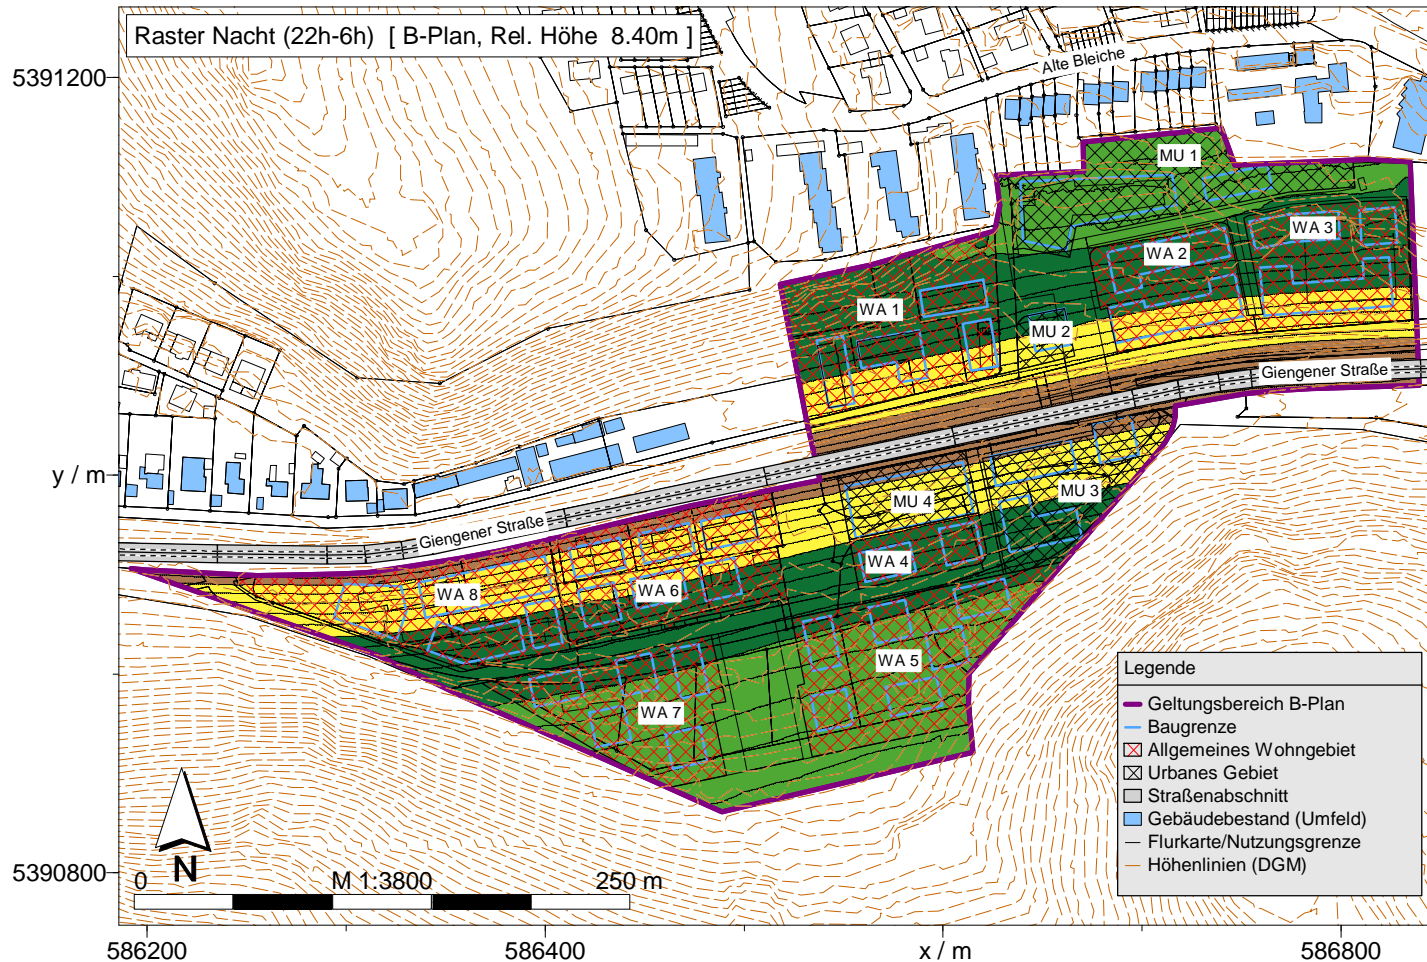 Raster Nacht (22h-6h) [ B-Plan, Rel. Höhe 8.40m ]
5391200
Alte Bleiche
MU 1
WA 3
WA 2
WA 1
MU 2
Giengener Straße
y / m
MU 3
MU 4
Giengener Straße
WA 4
WA 6
WA 8
WA 5
WA 7
Legende
Geltungsbereich B-Plan
Baugrenze
Allgemeines Wohngebiet
Urbanes Gebiet
Straßenabschnitt
Gebäudebestand (Umfeld)
Flurkarte/Nutzungsgrenze
Höhenlinien (DGM)
N
5390800
0 M 1:3800 250 m
586200 586400 x / m 586800